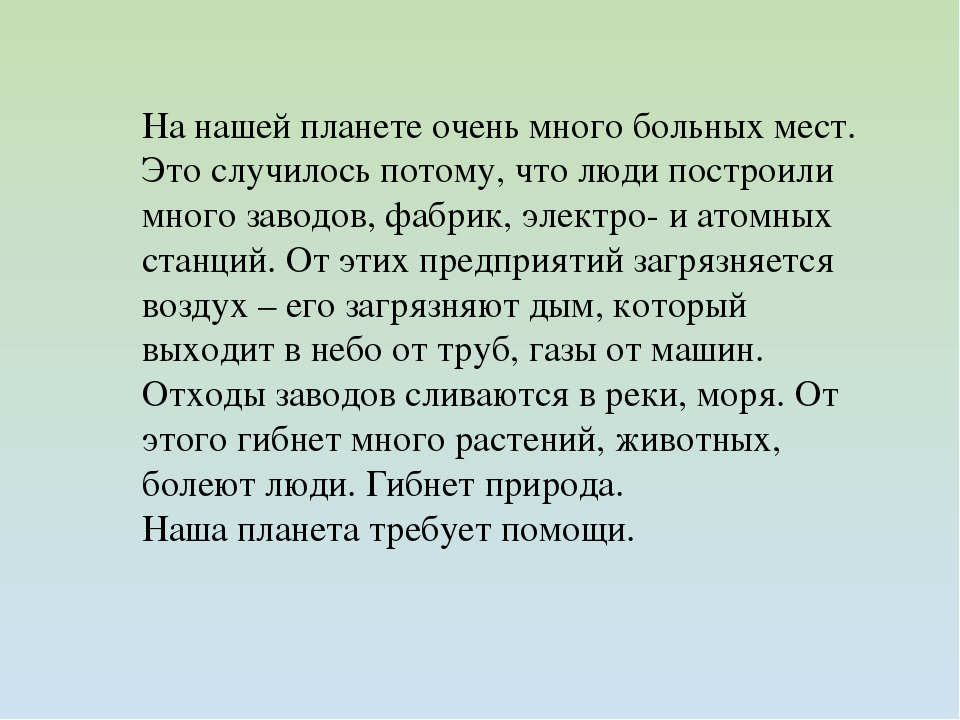 На нашей планете очень много больных мест.
Это случилось потому, что люди построили
много заводов, фабрик, электро- и атомных
станций. От этих предприятий загрязняется
воздух – его загрязняют дым, который
выходит в небо от труб, газы от машин.
Отходы заводов сливаются в реки, моря. От
этого гибнет много растений, животных,
болеют люди. Гибнет природа.
Наша планета требует помощи.